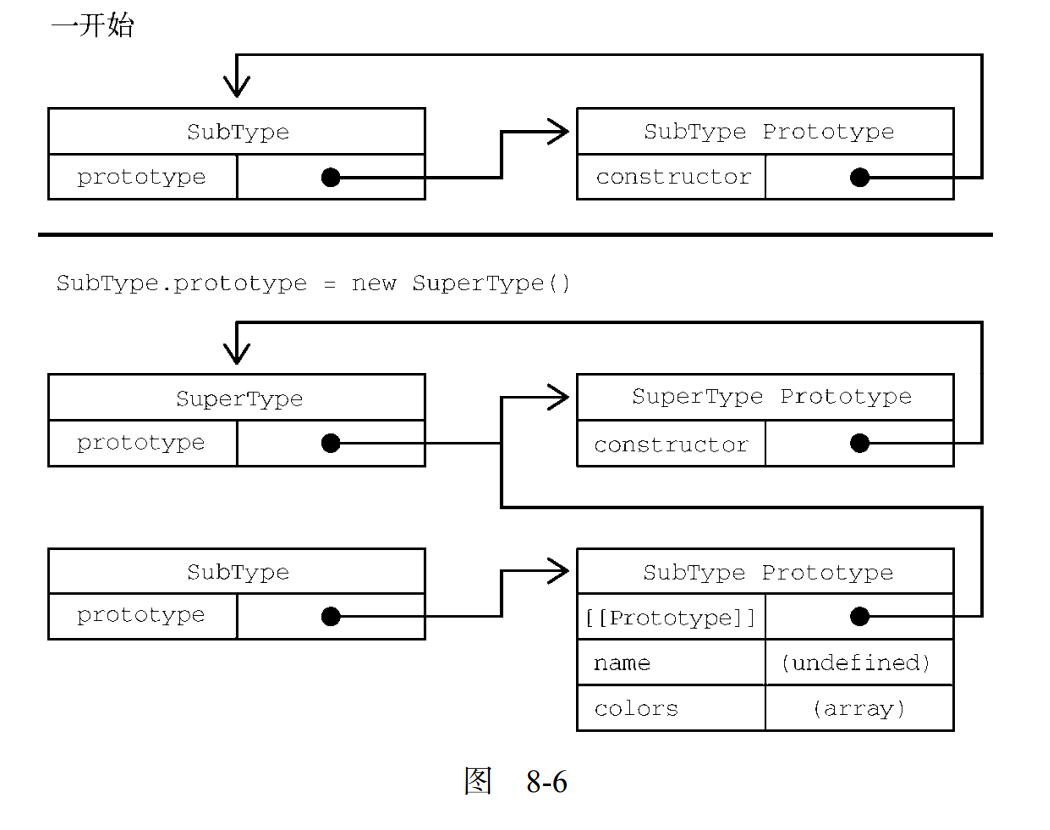 一开始
SubType
SubType Prototype
prototype
constructor
SubType.prototype = new SuperType()
SuperType
SuperType Prototype
prototype
constructor
SubType
SubType Prototype
prototype
[[Prototype]]
name
(undefined)
colors
(array)
图 8-6